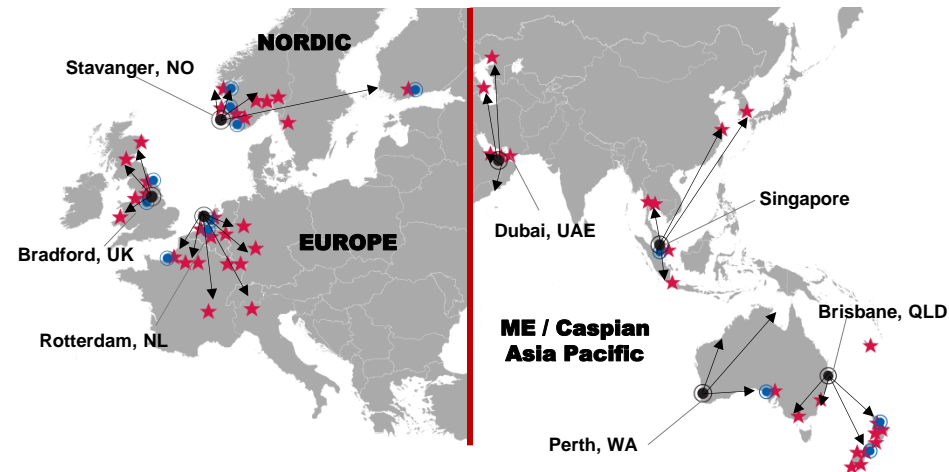 NORDIC
Stavanger, NO
Bradford, UK
EUROPE
Rotterdam, NL
Dubai, UAE
Singapore
ME / Caspian
Asia Pacific
Brisbane, QLD
Perth, WA